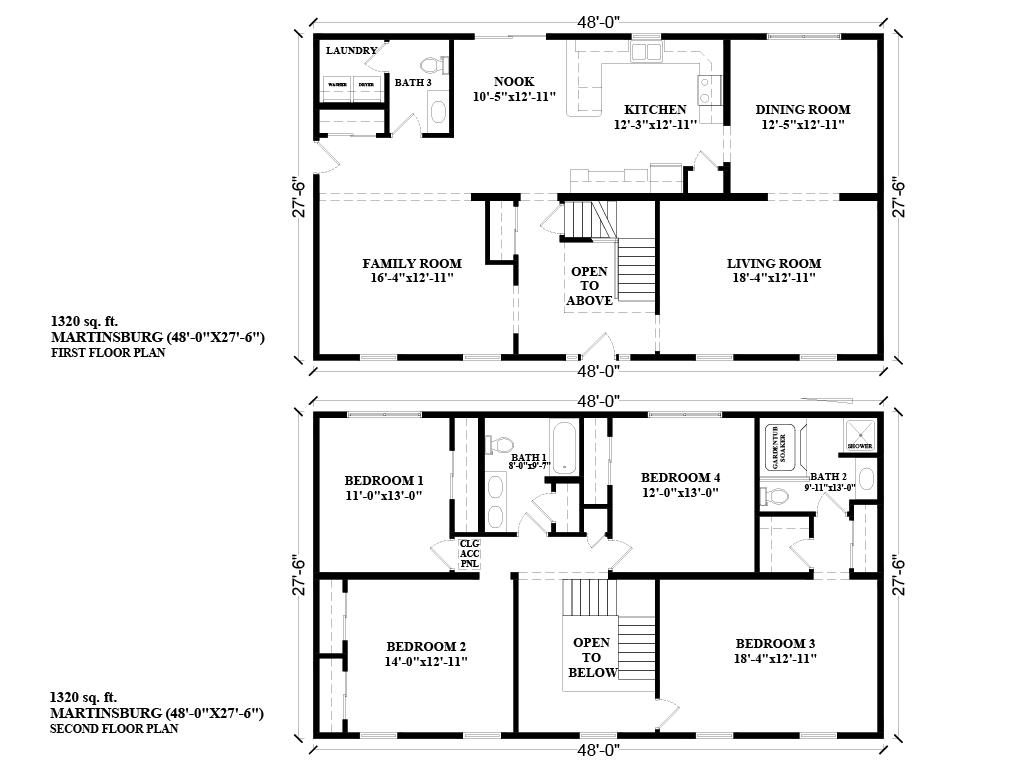 48'-0"
LAUNDRY
WASHER DRYER
BATH 3
NOOK
10'-5"x12'-11"
KITCHEN
12'-3"x12'-11"
DINING ROOM
12'-5"x12'-11"
27'-6"
27'-6"
FAMILY ROOM
16'-4"x12'-11"
OPEN
TO
ABOVE
LIVING ROOM
18'-4"x12'-11"
1320 sq. ft.
MARTINSBURG (48'-0"X27'-6")
FIRST FLOOR PLAN
48'-0"
48'-0"
BEDROOM 1
11'-0"x13'-0"
BATH 1
8'-0"x9'-7"
BEDROOM 4
12'-0"x13'-0"
GARDENTUB
SOAKER
SHOWER
BATH 2
9'-11"x13'-0"
CLG
ACC
PNL
27'-6"
27'-6"
BEDROOM 2
14'-0"x12'-11"
OPEN
TO
BELOW
BEDROOM 3
18'-4"x12'-11"
1320 sq. ft.
MARTINSBURG (48'-0"X27'-6")
SECOND FLOOR PLAN
48'-0"